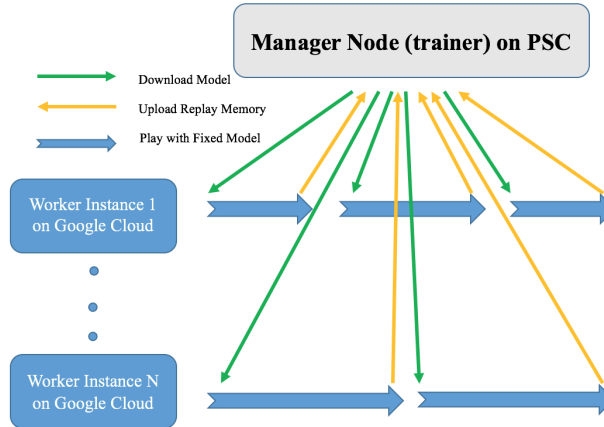 Manager Node (trainer) on PSC
Download Model
Upload Replay Memory
Play with Fixed Model
Worker Instance 1
on Google Cloud
Worker Instance N
on Google Cloud